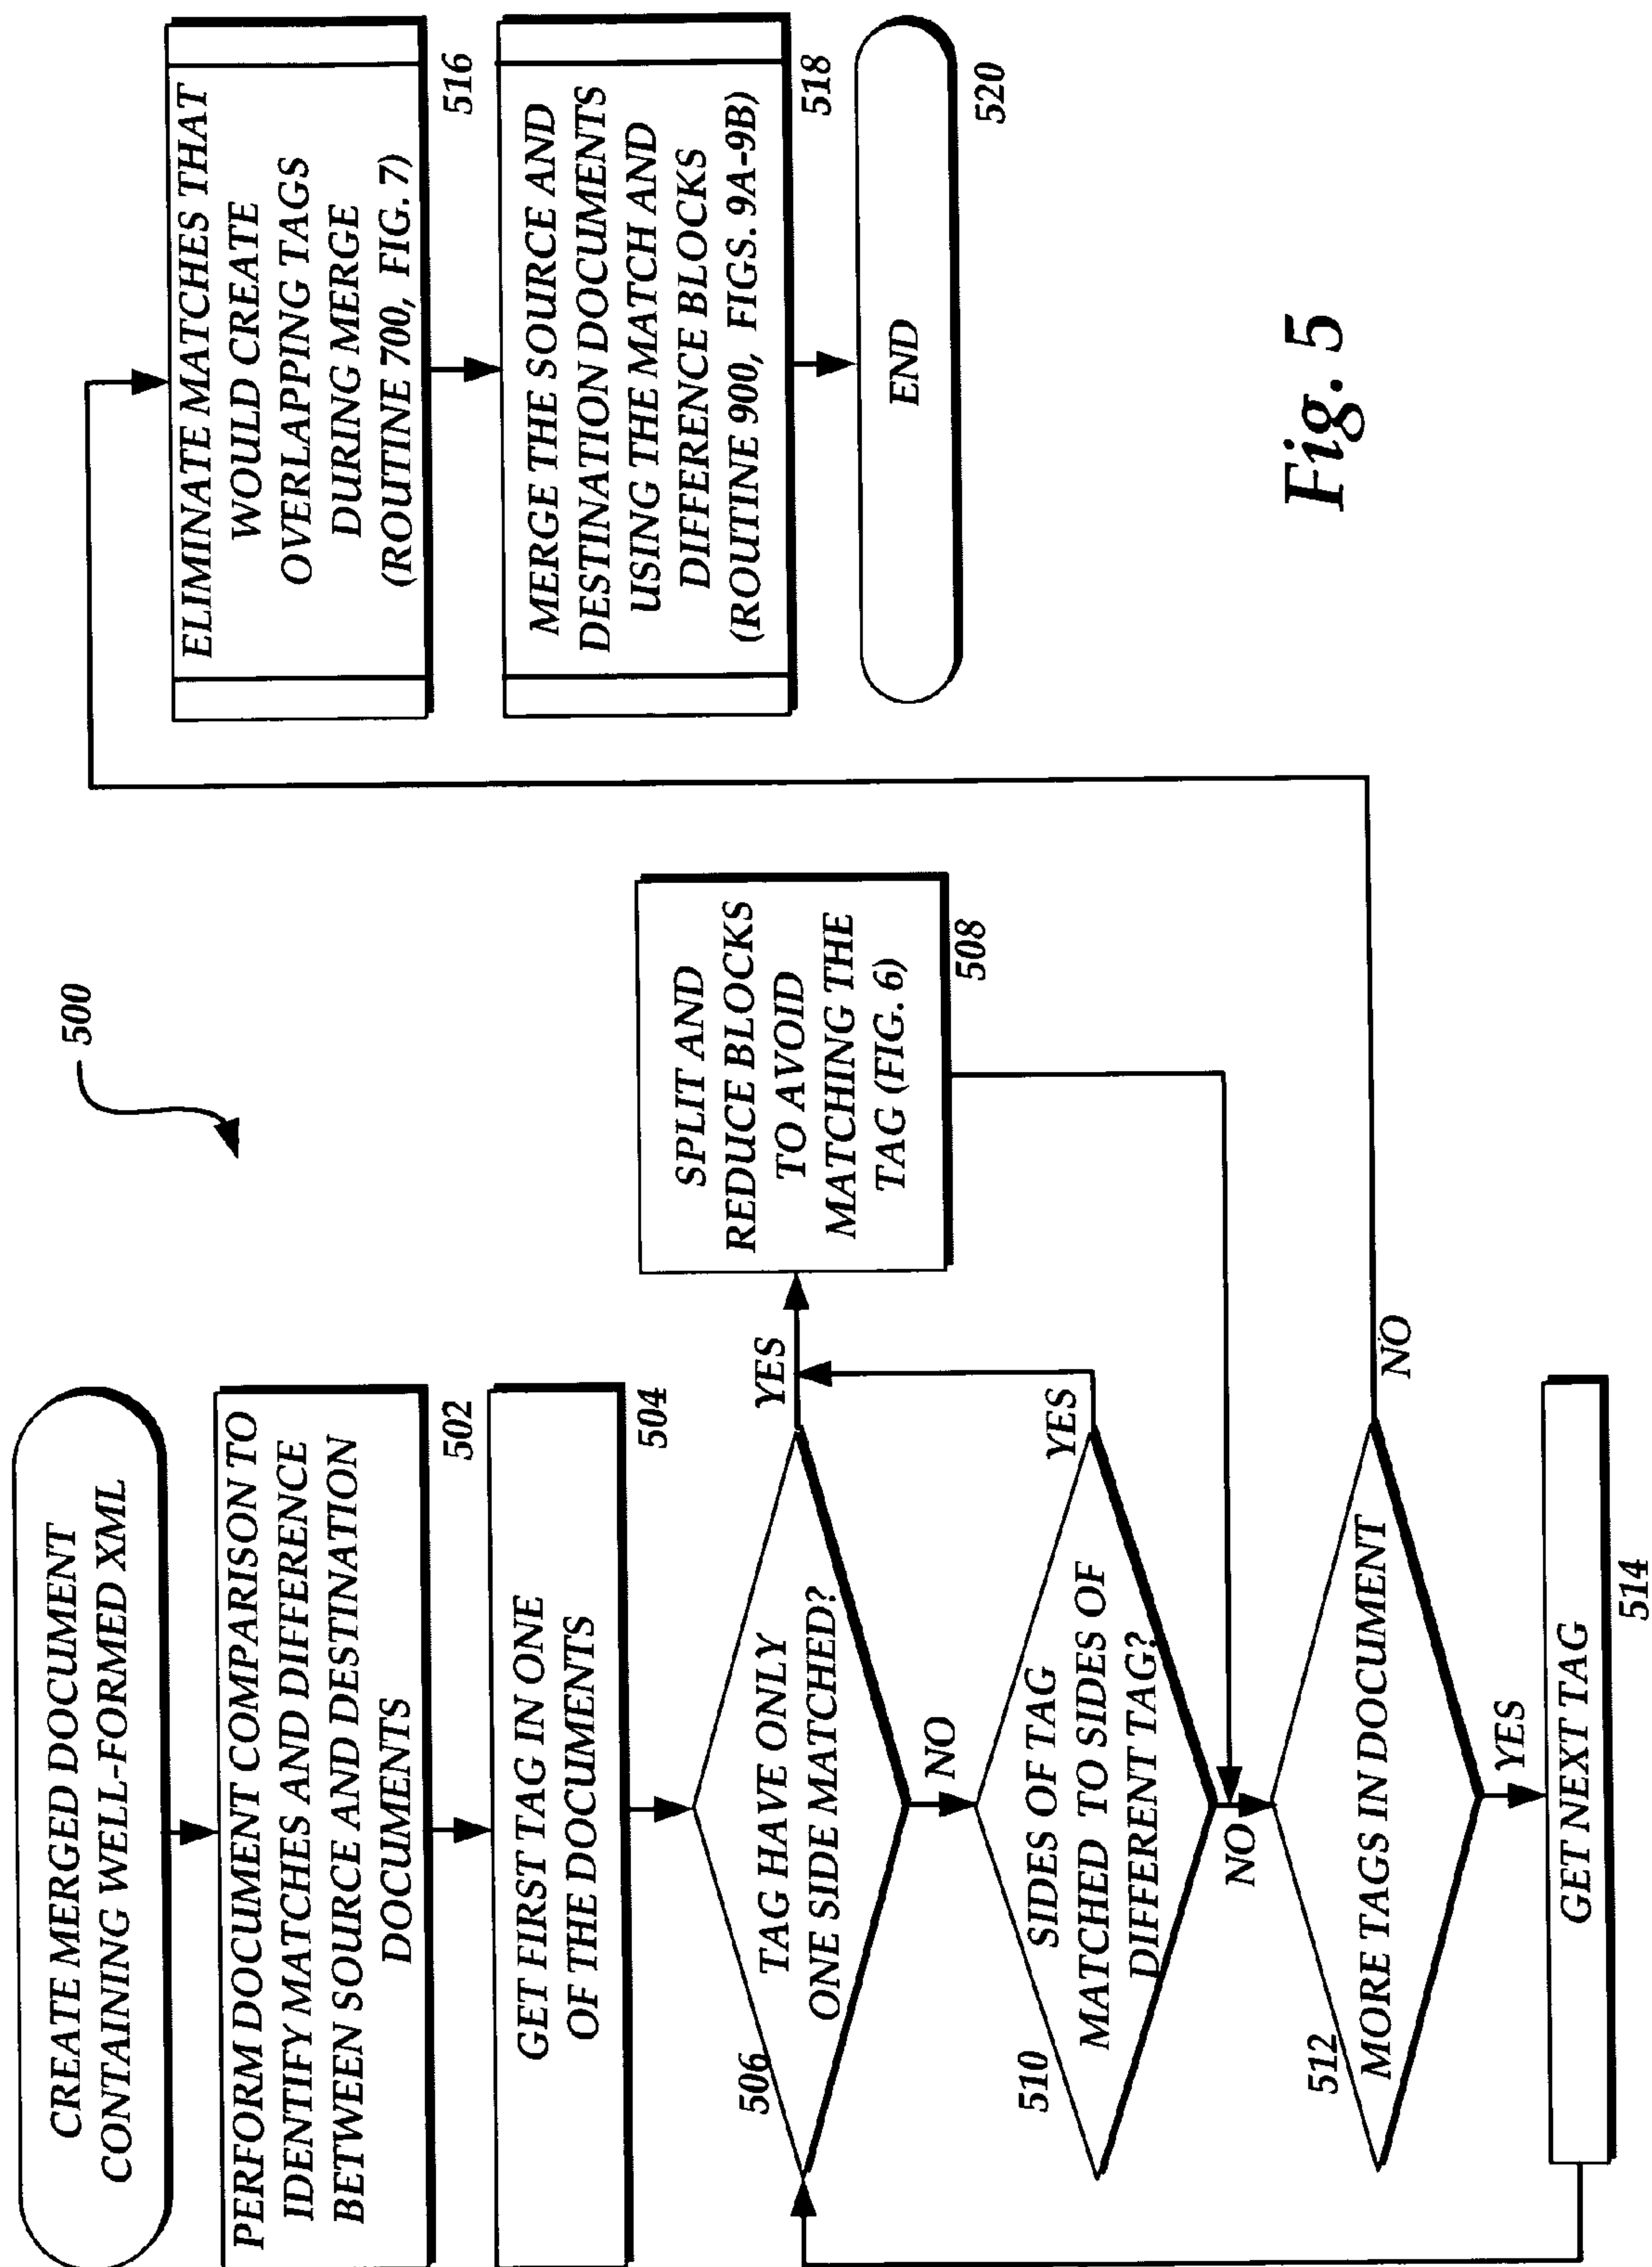 500
CREATE MERGED DOCUMENT
CONTAINING WELL-FORMED XML
PERFORM DOCUMENT COMPARISON TO
IDENTIFY MATCHES AND DIFFERENCE
BETWEEN SOURCE AND DESTINATION
DOCUMENTS
502
GET FIRST TAG IN ONE
OF THE DOCUMENTS
504
506
TAG HAVE ONLY
ONE SIDE MATCHED?
YES
NO
SPLIT AND
REDUCE BLOCKS
TO AVOID
MATCHING THE
TAG (FIG. 6)
508
510
SIDES OF TAG
MATCHED TO SIDES OF
DIFFERENT TAG?
YES
NO
512
MORE TAGS IN DOCUMENT
NO
YES
GET NEXT TAG
514
ELIMINATE MATCHES THAT
WOULD CREATE
OVERLAPPING TAGS
DURING MERGE
(ROUTINE 700, FIG. 7)
516
MERGE THE SOURCE AND
DESTINATION DOCUMENTS
USING THE MATCH AND
DIFFERENCE BLOCKS
(ROUTINE 900, FIGS. 9A-9B)
518
END
520
Fig. 5